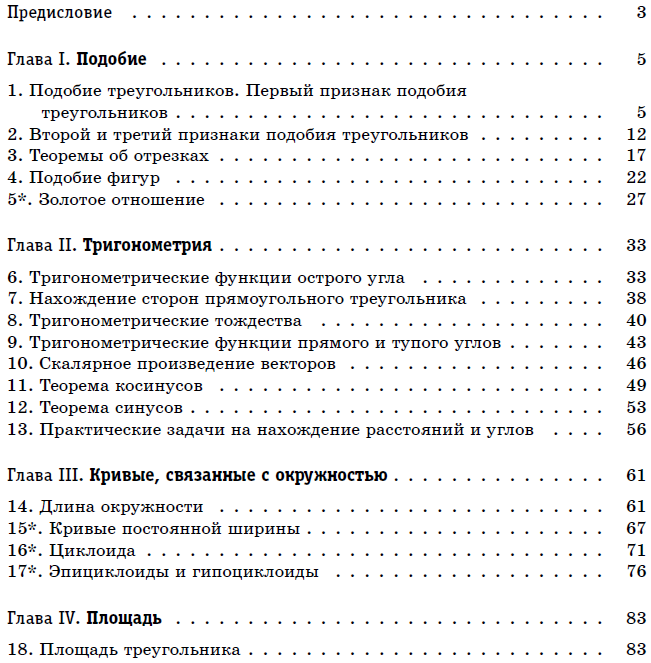 Предисловие . . . . . . . . . . . . . . . . . . . . . . . . . . . . 3
Глава I. Подобие . . . . . . . . . . . . . . . . . . . . . . . . . . 5
1. Подобие треугольников. Первый признак подобия
треугольников . . . . . . . . . . . . . . . . . . . . . . . . . . 5
2. Второй и третий признаки подобия треугольников . . . . . . . . 12
3. Теоремы об отрезках . . . . . . . . . . . . . . . . . . . . . . . 17
4. Подобие фигур . . . . . . . . . . . . . . . . . . . . . . . . . . 22
5*. Золотое отношение . . . . . . . . . . . . . . . . . . . . . . . 27
Глава II. Тригонометрия . . . . . . . . . . . . . . . . . . . . . . . 33
6. Тригонометрические функции острого угла . . . . . . . . . . . 33
7. Нахождение сторон прямоугольного треугольника . . . . . . . . 38
8. Тригонометрические тождества . . . . . . . . . . . . . . . . . 40
9. Тригонометрические функции прямого и тупого углов . . . . . . 43
10. Скалярное произведение векторов . . . . . . . . . . . . . . . 46
11. Теорема косинусов . . . . . . . . . . . . . . . . . . . . . . . 49
12. Теорема синусов . . . . . . . . . . . . . . . . . . . . . . . . . 53
13. Практические задачи на нахождение расстояний и углов . . . . 56
Глава III. Кривые, связанные с окружностью . . . . . . . . . . . . . 61
14. Длина окружности . . . . . . . . . . . . . . . . . . . . . . . 61
15*. Кривые постоянной ширины . . . . . . . . . . . . . . . . . . 67
16*. Циклоида . . . . . . . . . . . . . . . . . . . . . . . . . . . 71
17*. Эпициклоиды и гипоциклоиды . . . . . . . . . . . . . . . . 76
Глава IV. Площадь . . . . . . . . . . . . . . . . . . . . . . . . . 83
18. Площадь треугольника . . . . . . . . . . . . . . . . . . . . . 83